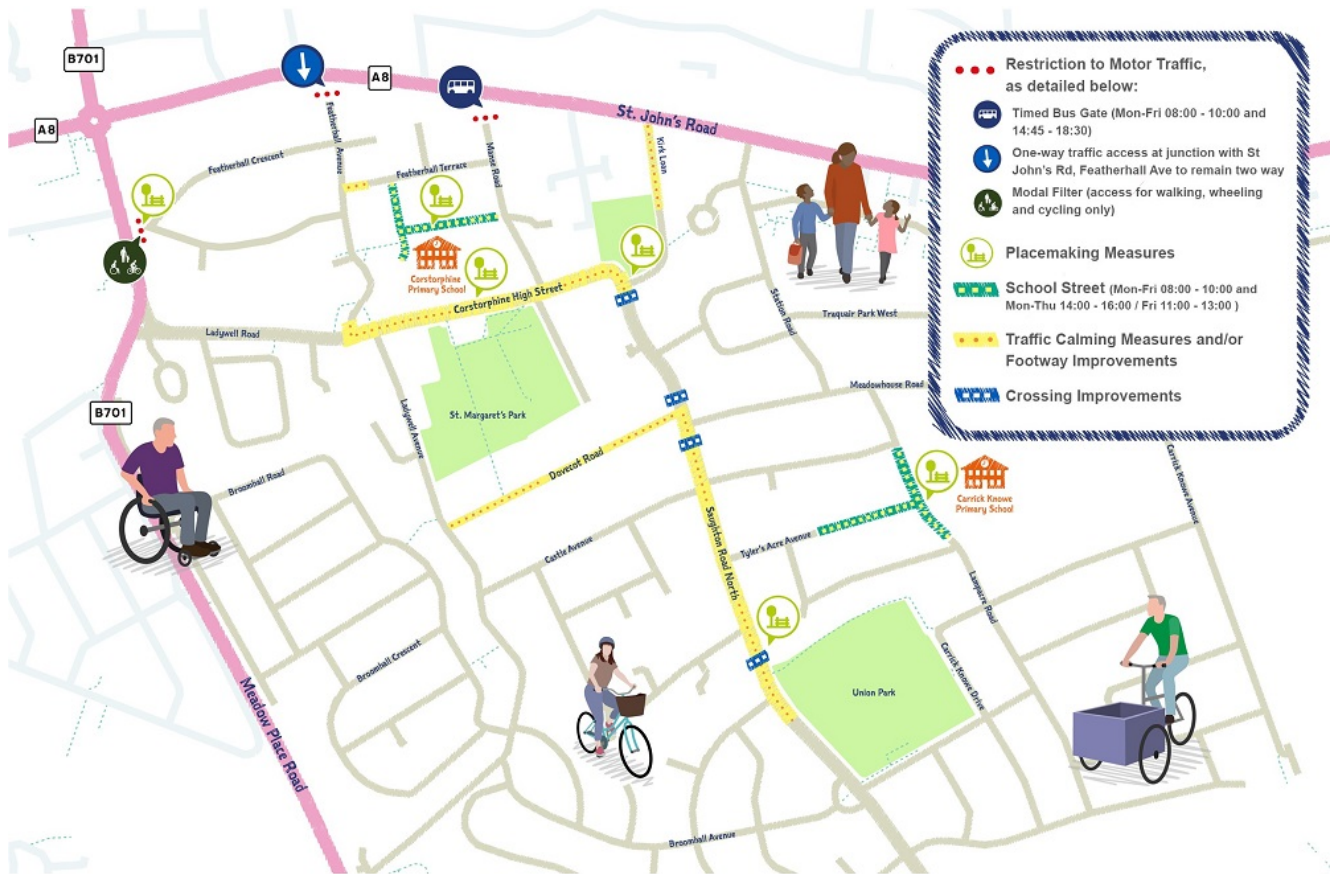 B701
A8
A8
St. John's Road
Restriction to Motor Traffic,
as detailed below:
Timed Bus Gate (Mon-Fri 08:00 - 10:00 and
14:45 - 18:30)
One-way traffic access at junction with St
John's Rd, Featherhall Ave to remain two way
Modal Filter (access for walking, wheeling
and cycling only)
Placemaking Measures
School Street (Mon-Fri 08:00 - 10:00 and
Mon-Thu 14:00 - 16:00 / Fri 11:00 - 13:00 )
Traffic Calming Measures and/or
Footway Improvements
Crossing Improvements
Featherhall Avenue
Featherhall Crescent
Featherhall Terrace
Manse Road
Kirk Loan
Corstorphine
Primary School
Corstorphine High Street
Ladywell Road
Station Road
Traquair Park West
Meadowhouse Road
B701
Ladywell Avenue
St. Margaret's Park
Dovecot Road
Broomhall Road
Castle Avenue
Saughton Road North
Tyler's Acre Avenue
Carrick Knowe
Primary School
Carrick Knowe Avenue
Lampacre Road
Carrick Knowe Drive
Union Park
Broomhall Crescent
Meadow Place Road
Broomhall Avenue